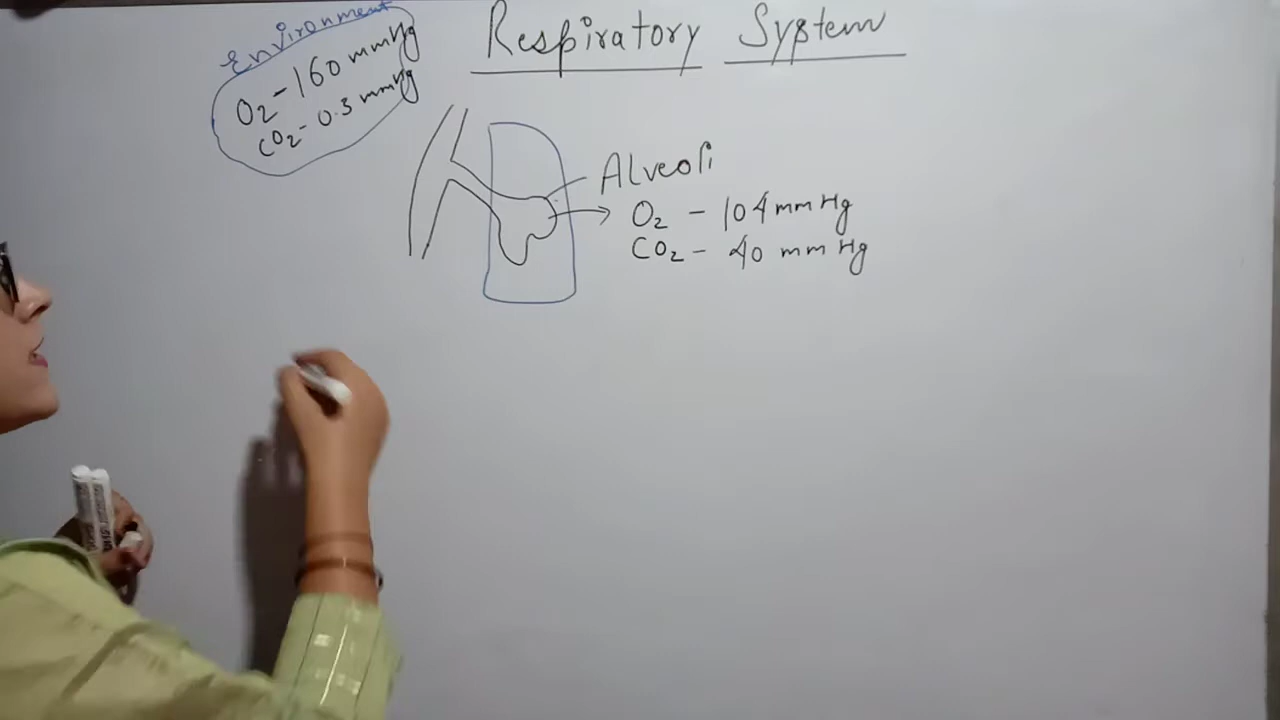 Environment
O2 - 160 mmHg
CO2 - 0.3 mmHg
Respiratory System
Alveoli
O2 - 104 mm Hg
CO2 - 40 mm Hg